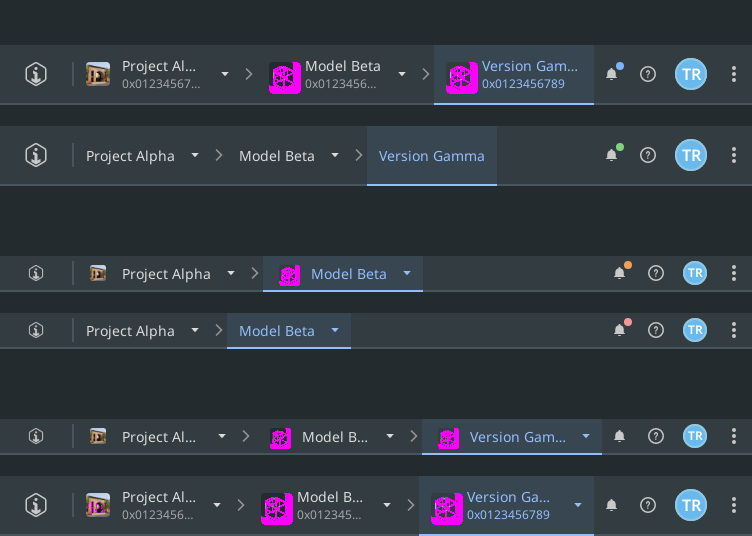 Project Al... Model Beta Version Gam... TR
0x01234567... 0x0123456... 0x0123456789
Project Alpha Model Beta Version Gamma TR
Project Alpha Model Beta TR
Project Alpha Model Beta TR
Project Al... Model B... Version Gam... TR
Project Al... Model B... Version Ga... TR
0x0123456... 0x012345... 0x0123456789